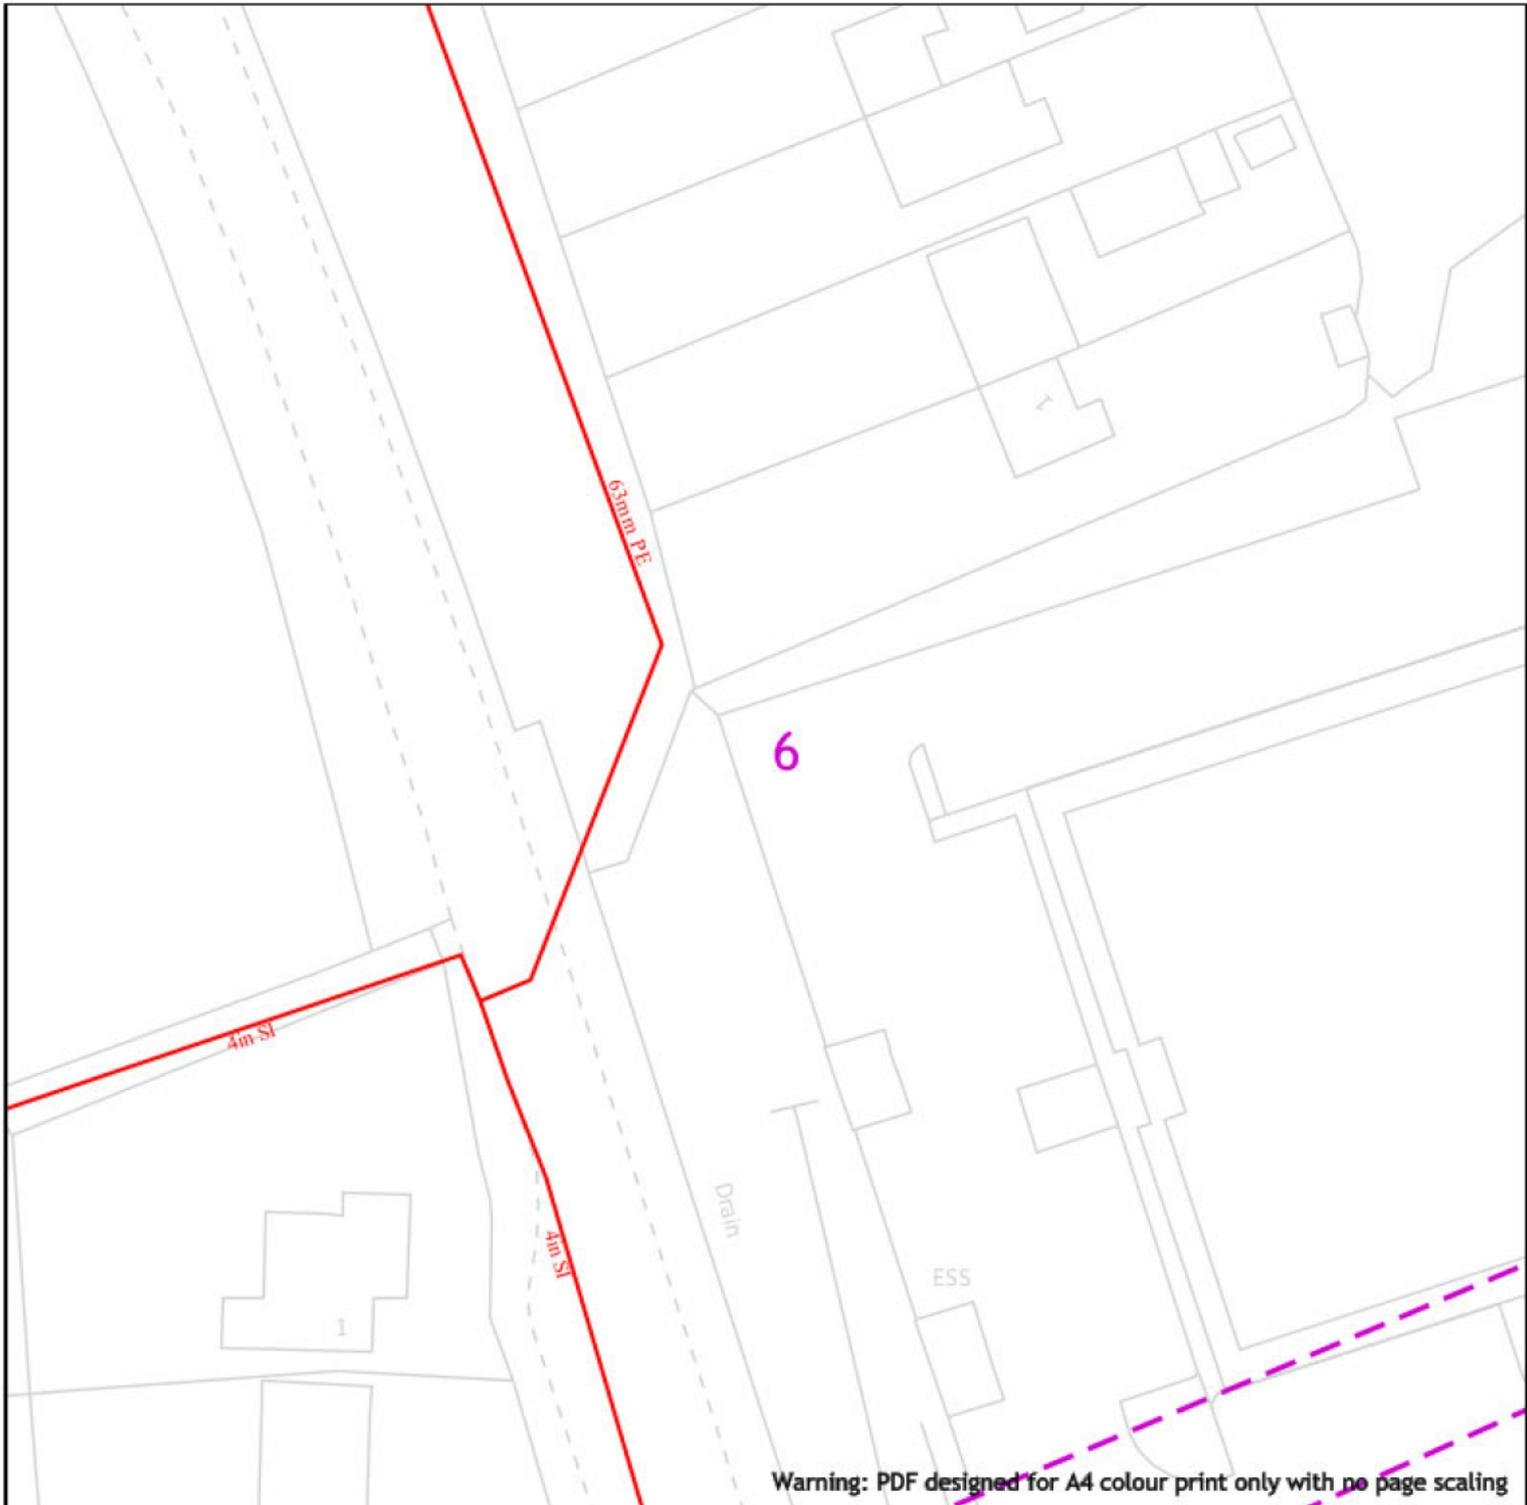 1
63mm PE
6
4in SI
Drain
4in SI
ESS
1
Warning: PDF designed for A4 colour print only with no page scaling